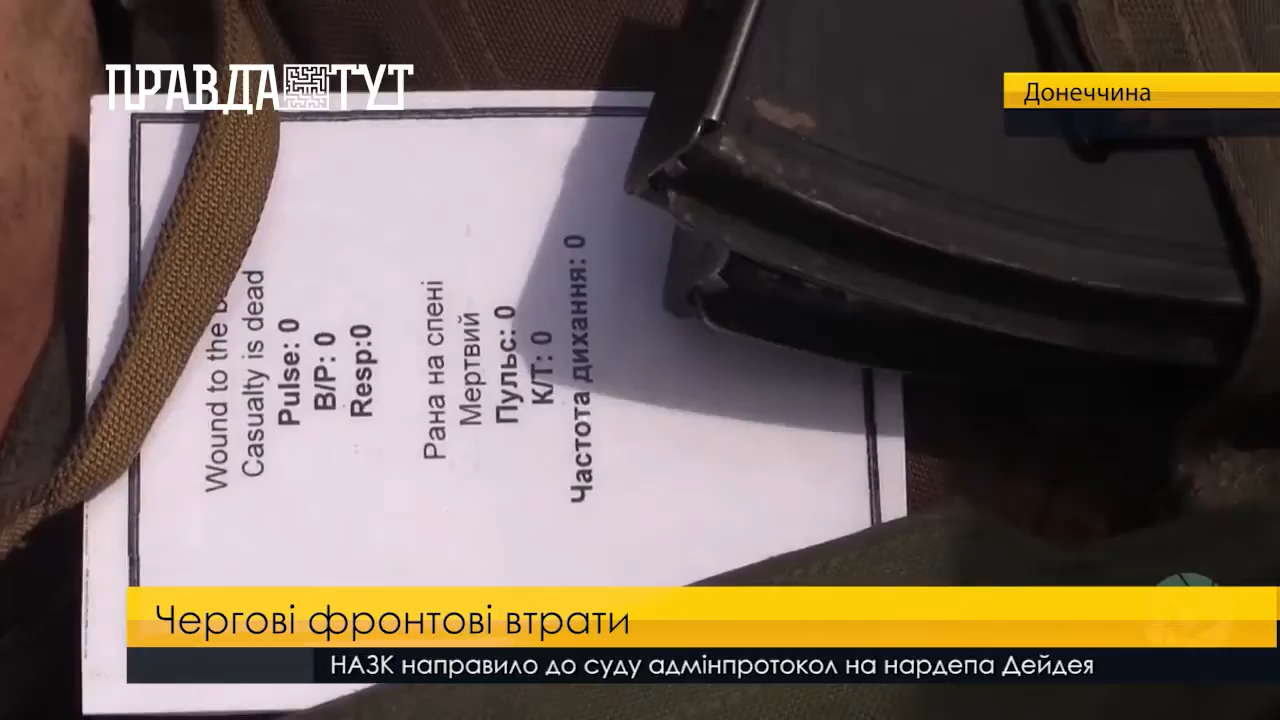 ПРАВДА ТУТ
Донеччина
Wound to the
Casualty is dead
Pulse: 0
B/P: 0
Resp:0
Рана на спені
Мертвий
Пульс: 0
К/Т: 0
Частота дихання: 0
Чергові фронтові втрати
НАЗК направило до суду адмінпротокол на нардепа Дейдея